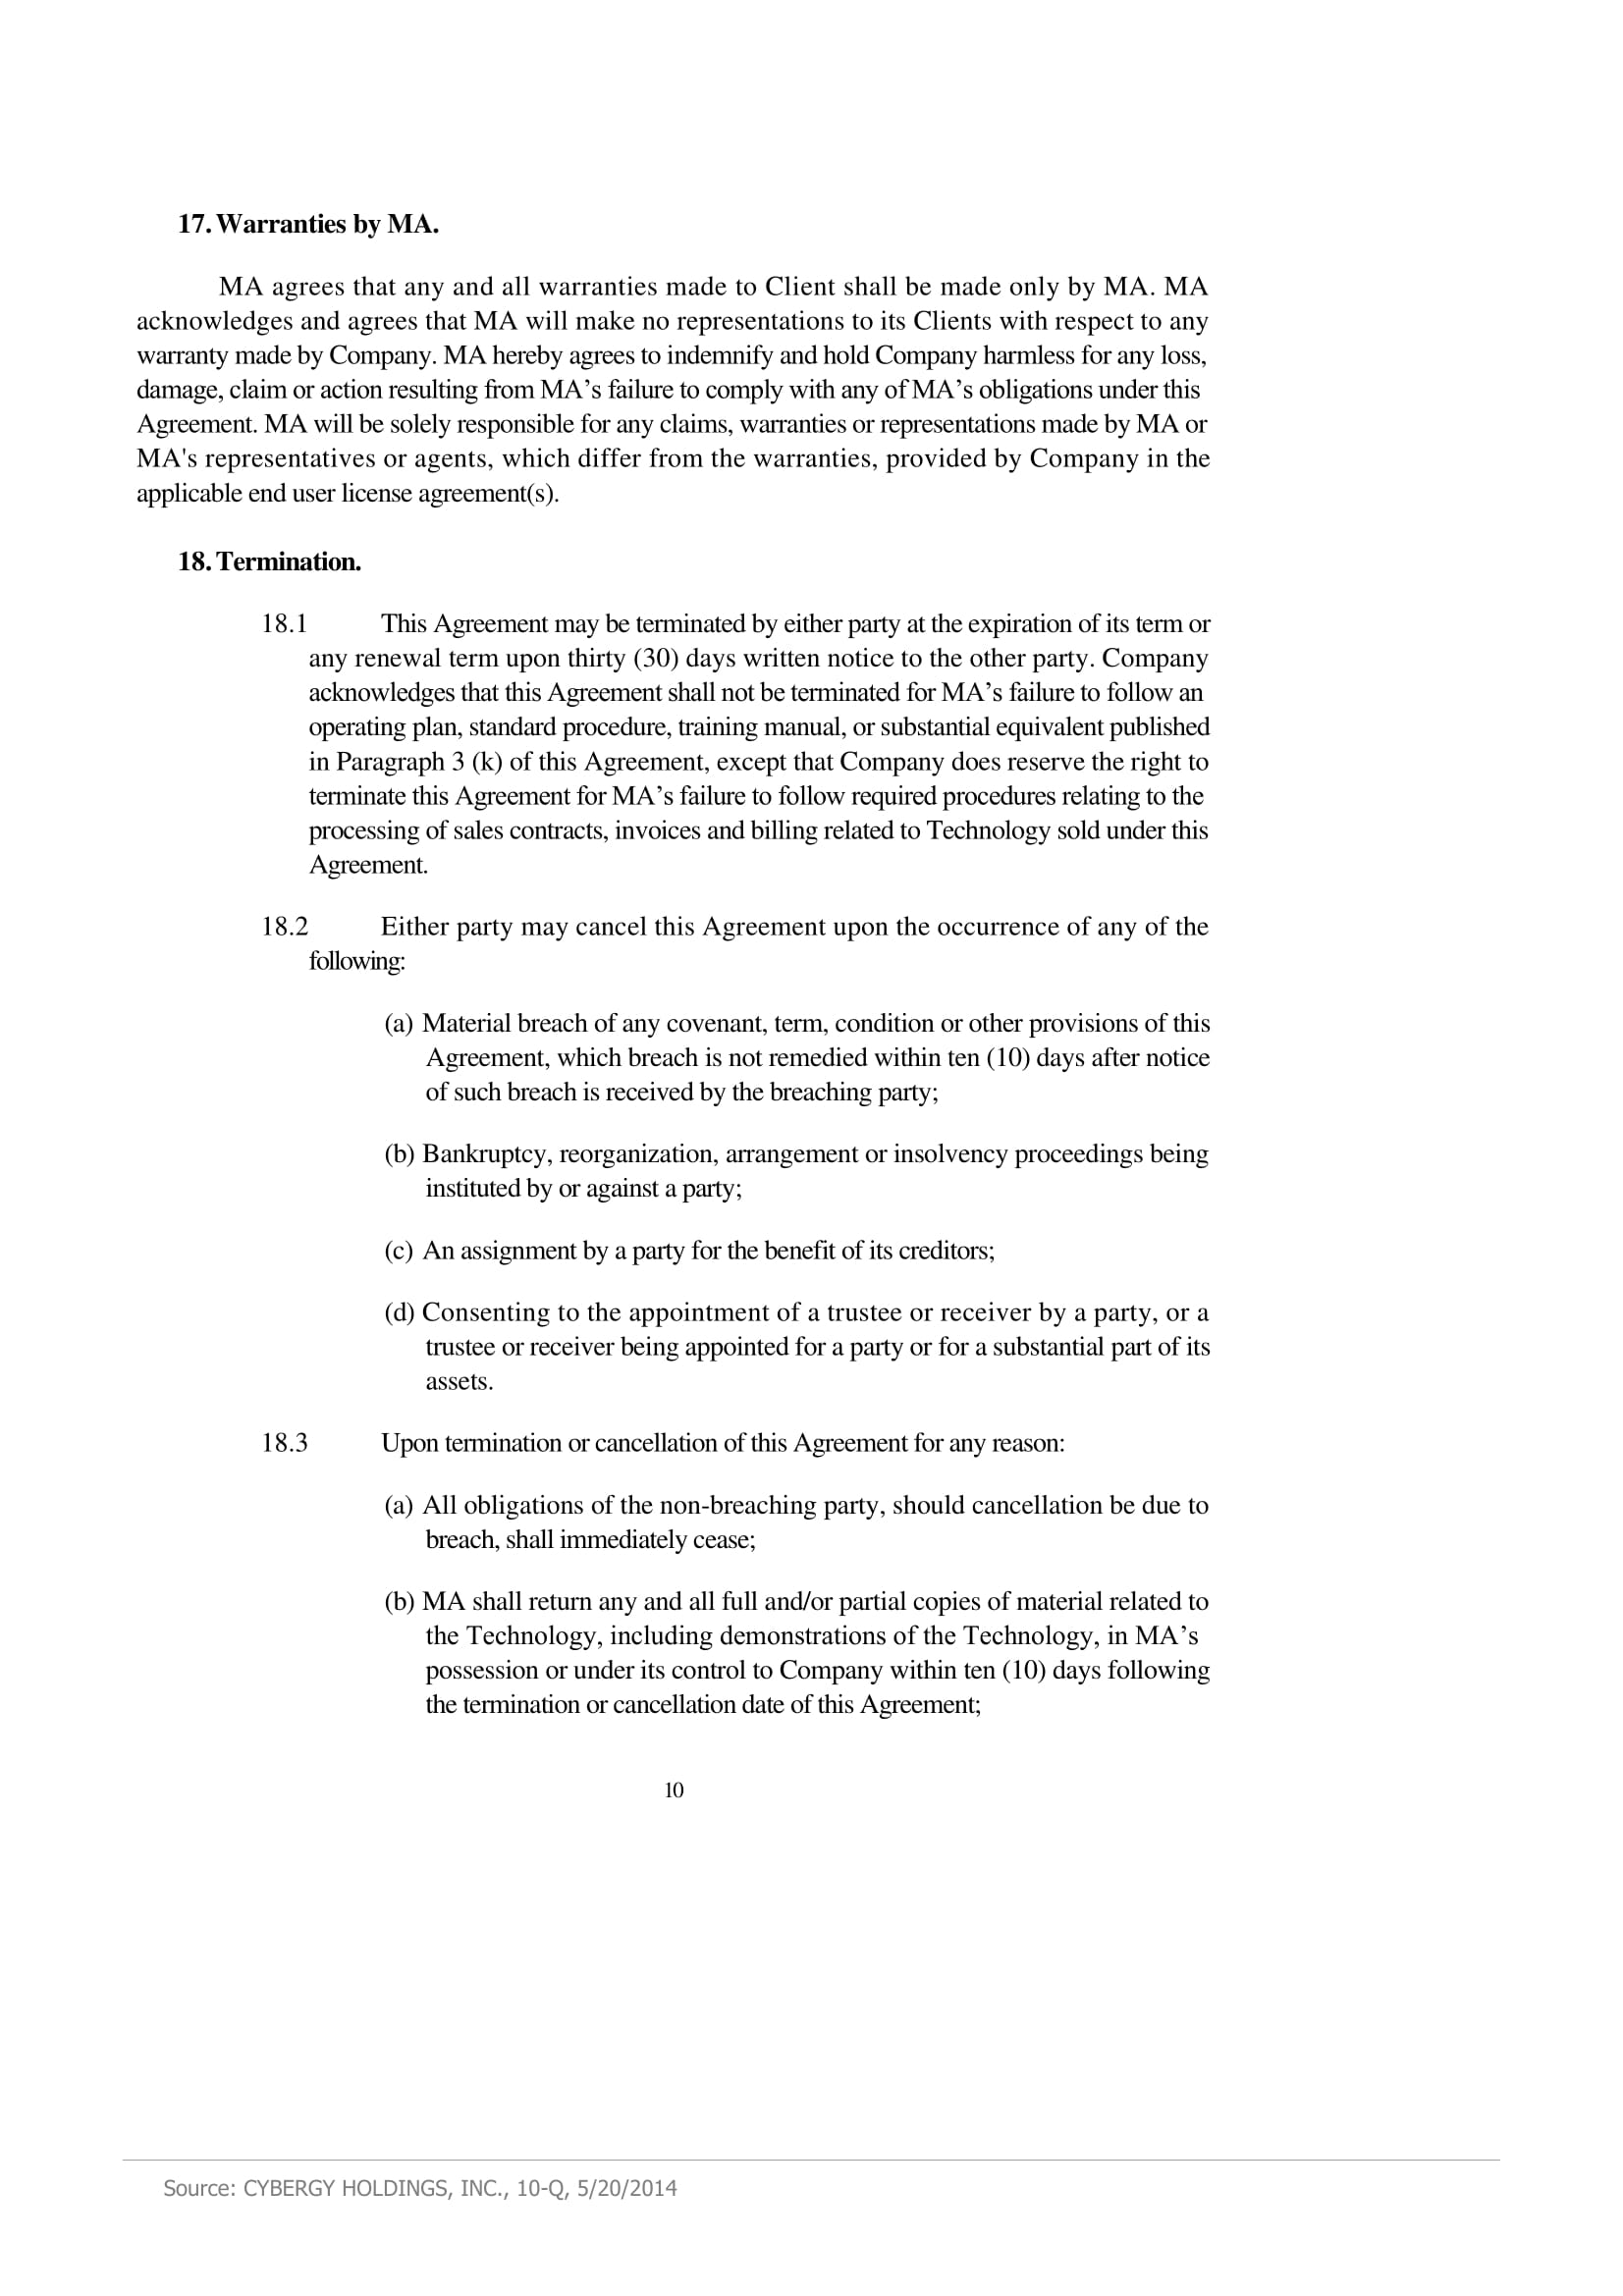 17. Warranties by MA.
MA agrees that any and all warranties made to Client shall be made only by MA. MA
acknowledges and agrees that MA will make no representations to its Clients with respect to any
warranty made by Company. MA hereby agrees to indemnify and hold Company harmless for any loss,
damage, claim or action resulting from MA’s failure to comply with any of MA’s obligations under this
Agreement. MA will be solely responsible for any claims, warranties or representations made by MA or
MA's representatives or agents, which differ from the warranties, provided by Company in the
applicable end user license agreement(s).
18. Termination.
18.1 This Agreement may be terminated by either party at the expiration of its term or
any renewal term upon thirty (30) days written notice to the other party. Company
acknowledges that this Agreement shall not be terminated for MA’s failure to follow an
operating plan, standard procedure, training manual, or substantial equivalent published
in Paragraph 3 (k) of this Agreement, except that Company does reserve the right to
terminate this Agreement for MA’s failure to follow required procedures relating to the
processing of sales contracts, invoices and billing related to Technology sold under this
Agreement.
18.2 Either party may cancel this Agreement upon the occurrence of any of the
following:
(a) Material breach of any covenant, term, condition or other provisions of this
Agreement, which breach is not remedied within ten (10) days after notice
of such breach is received by the breaching party;
(b) Bankruptcy, reorganization, arrangement or insolvency proceedings being
instituted by or against a party;
(c) An assignment by a party for the benefit of its creditors;
(d) Consenting to the appointment of a trustee or receiver by a party, or a
trustee or receiver being appointed for a party or for a substantial part of its
assets.
18.3 Upon termination or cancellation of this Agreement for any reason:
(a) All obligations of the non-breaching party, should cancellation be due to
breach, shall immediately cease;
(b) MA shall return any and all full and/or partial copies of material related to
the Technology, including demonstrations of the Technology, in MA’s
possession or under its control to Company within ten (10) days following
the termination or cancellation date of this Agreement;
10
Source: CYBERGY HOLDINGS, INC., 10-Q, 5/20/2014